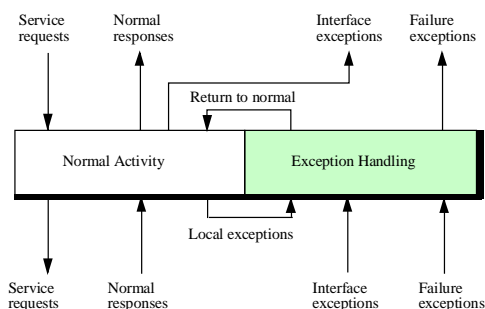 Service
requests
Normal
responses
Interface
exceptions
Failure
exceptions
Return to normal
Normal Activity
Exception Handling
Local exceptions
Service
requests
Normal
responses
Interface
exceptions
Failure
exceptions